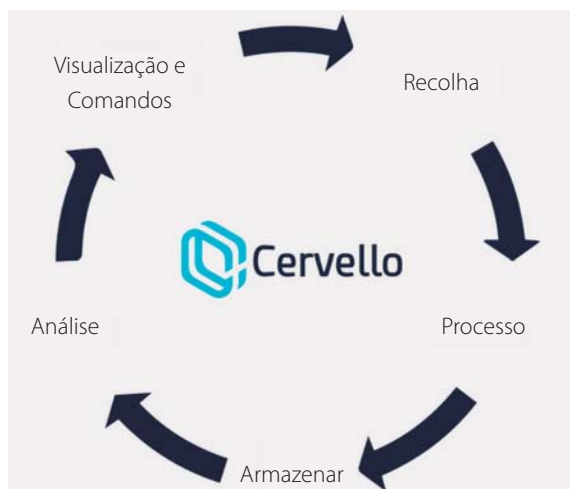 Visualização e
Comandos
Recolha
Cervello
Análise
Processo
Armazenar